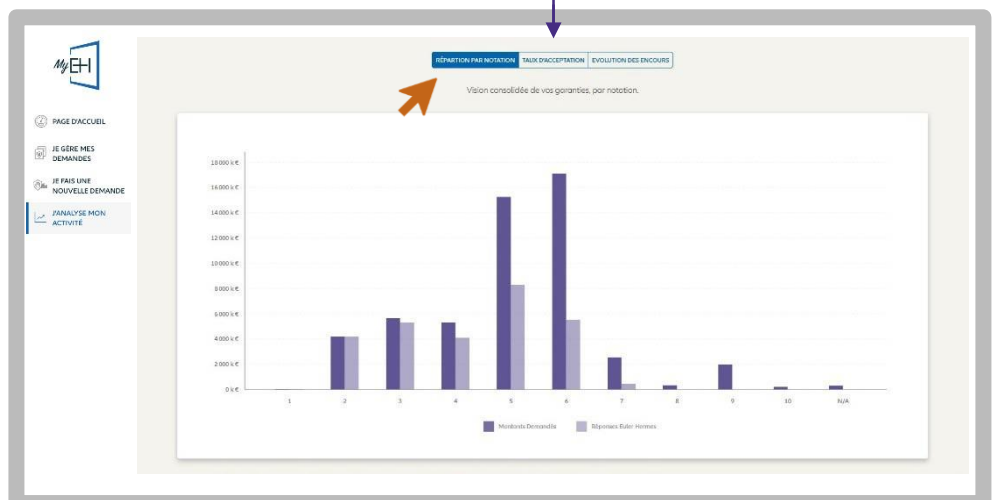 My EH
RÉPARTION PAR NOTATION TAUX D'ACCEPTATION EVOLUTION DES ENCOURS
Vision consolidée de vos garanties, par notation.
PAGE D'ACCUEIL
JE GÈRE MES
DEMANDES
JE FAIS UNE
NOUVELLE DEMANDE
J'ANALYSE MON
ACTIVITÉ
18 000 k €
16 000 k €
14 000 k €
12 000 k €
10 000 k €
8 000 k €
6 000 k €
4 000 k €
2 000 k €
0 k €
1 2 3 4 5 6 7 8 9 10 N/A
Montants Demandés Réponses Euler Hermes